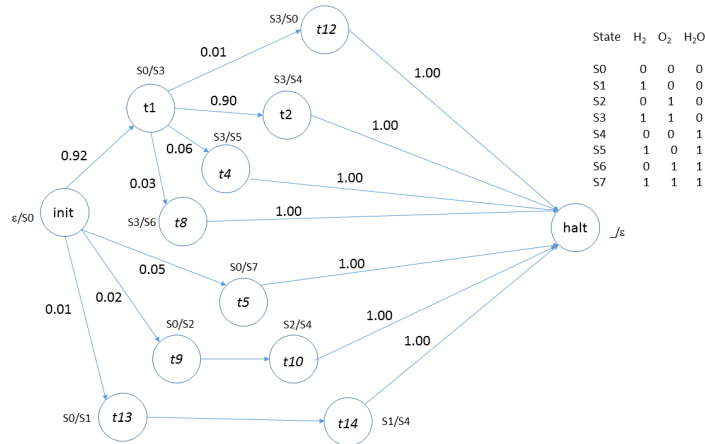 S3/S0
t12
0.01
1.00
State H2 O2 H2O
S0 0 0 0
S1 1 0 0
S2 0 1 0
S3 1 1 0
S4 0 0 1
S5 1 0 1
S6 0 1 1
S7 1 1 1
S0/S3
t1
S3/S4
0.90
t2
1.00
0.92
S3/S5
0.06
t4
1.00
0.03
S3/S6
t8
1.00
ε/S0
init
halt
_/ε
0.05
S0/S7
t5
1.00
0.01
0.02
S0/S2
t9
S2/S4
t10
1.00
1.00
S0/S1
t13
t14
S1/S4